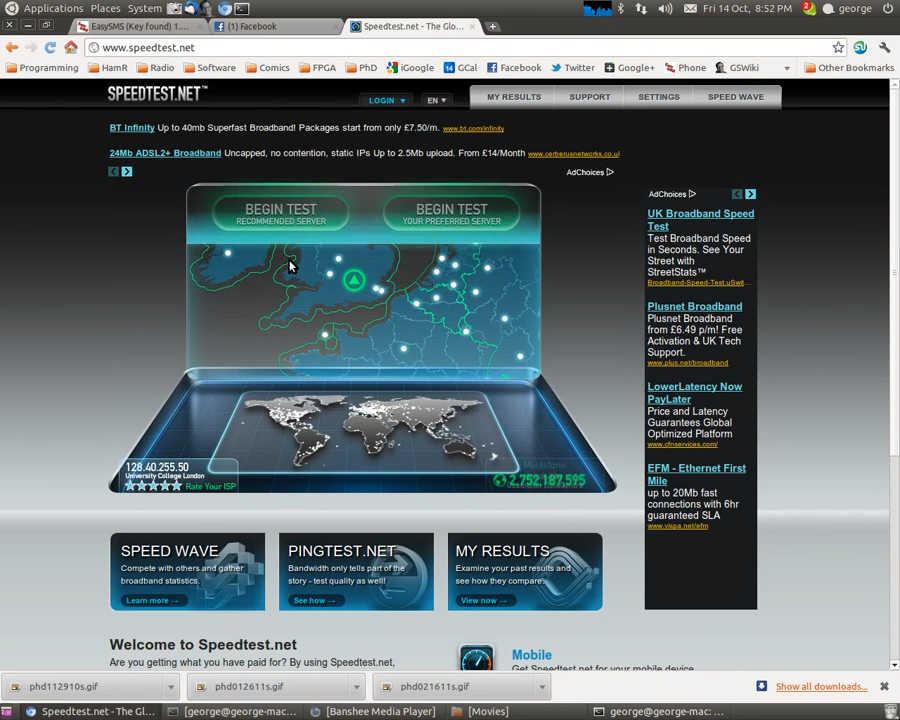 Applications Places System Fri 14 Oct, 8:52 PM 2 george
EasySMS (Key found) 1.... (1) Facebook Speedtest.net - The Glo...
www.speedtest.net
Programming HamR Radio Software Comics FPGA PhD iGoogle GCal Facebook Twitter Google+ Phone GSWiki Other Bookmarks
SPEEDTEST.NET™
LOGIN EN MY RESULTS SUPPORT SETTINGS SPEED WAVE
BT Infinity Up to 40mb Superfast Broadband! Packages start from only £7.50/m. www.bt.com/infinity
24Mb ADSL2+ Broadband Uncapped, no contention, static IPs Up to 2.5Mb upload. From £14/Month www.cerberusnetworks.co.uk
AdChoices
BEGIN TEST
RECOMMENDED SERVER
BEGIN TEST
YOUR PREFERRED SERVER
AdChoices
UK Broadband Speed
Test
Test Broadband Speed
in Seconds. See Your
Street with
StreetStats™
Broadband-Speed-Test.uSwit...
Plusnet Broadband
Plusnet Broadband
from £6.49 p/m! Free
Activation & UK Tech
Support.
www.plus.net/broadband
LowerLatency Now
PayLater
Price and Latency
Guarantees Global
Optimized Platform
www.cfnservices.com/
EFM - Ethernet First
Mile
up to 20Mb fast
connections with 6hr
guaranteed SLA
www.vispa.net/efm
128.40.255.50
University College London
Rate Your ISP
Maidstone
2,752,187,595
SPEED WAVE
Compete with others and gather
broadband statistics.
Learn more
PINGTEST.NET
Bandwidth only tells part of the
story - test quality as well!
See how
MY RESULTS
Examine your past results and
see how they compare.
View now
Welcome to Speedtest.net
Are you getting what you have paid for? By using Speedtest.net,
Mobile
Get Speedtest.net for your mobile device
phd112910s.gif phd012611s.gif phd021611s.gif Show all downloads...
Speedtest.net - The Gl... [george@george-mac: ... [Banshee Media Player] [Movies] george@george-mac: ...